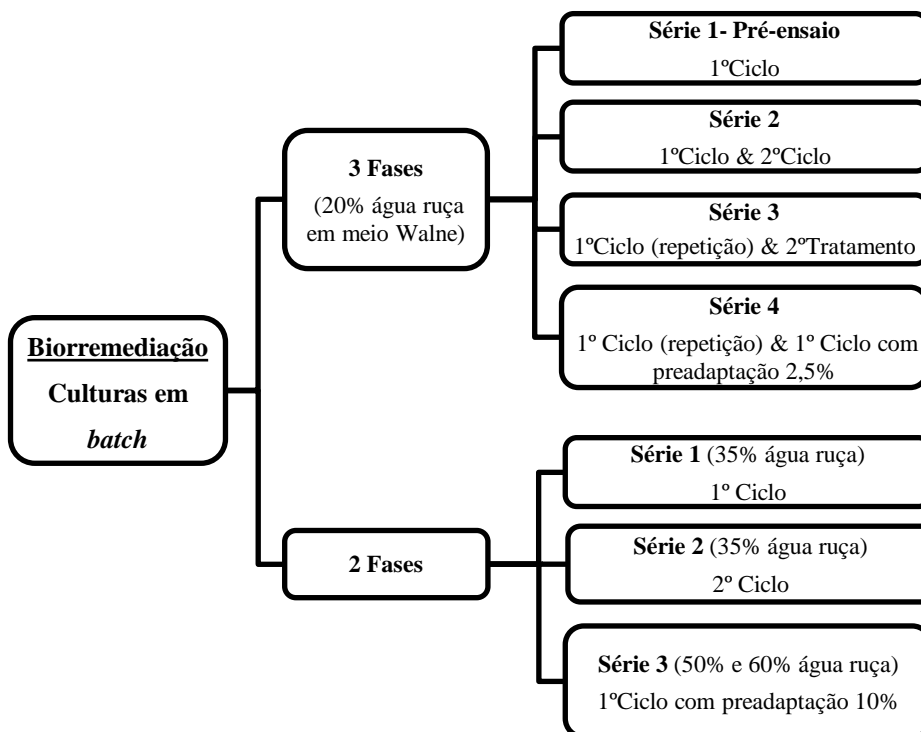 Biorremediação
Culturas em
batch
3 Fases
(20% água ruça
em meio Walne)
Série 1- Pré-ensaio
1ºCiclo
Série 2
1ºCiclo & 2ºCiclo
Série 3
1ºCiclo (repetição) & 2ºTratamento
Série 4
1º Ciclo (repetição) & 1º Ciclo com
preadaptação 2,5%
2 Fases
Série 1 (35% água ruça)
1º Ciclo
Série 2 (35% água ruça)
2º Ciclo
Série 3 (50% e 60% água ruça)
1ºCiclo com preadaptação 10%